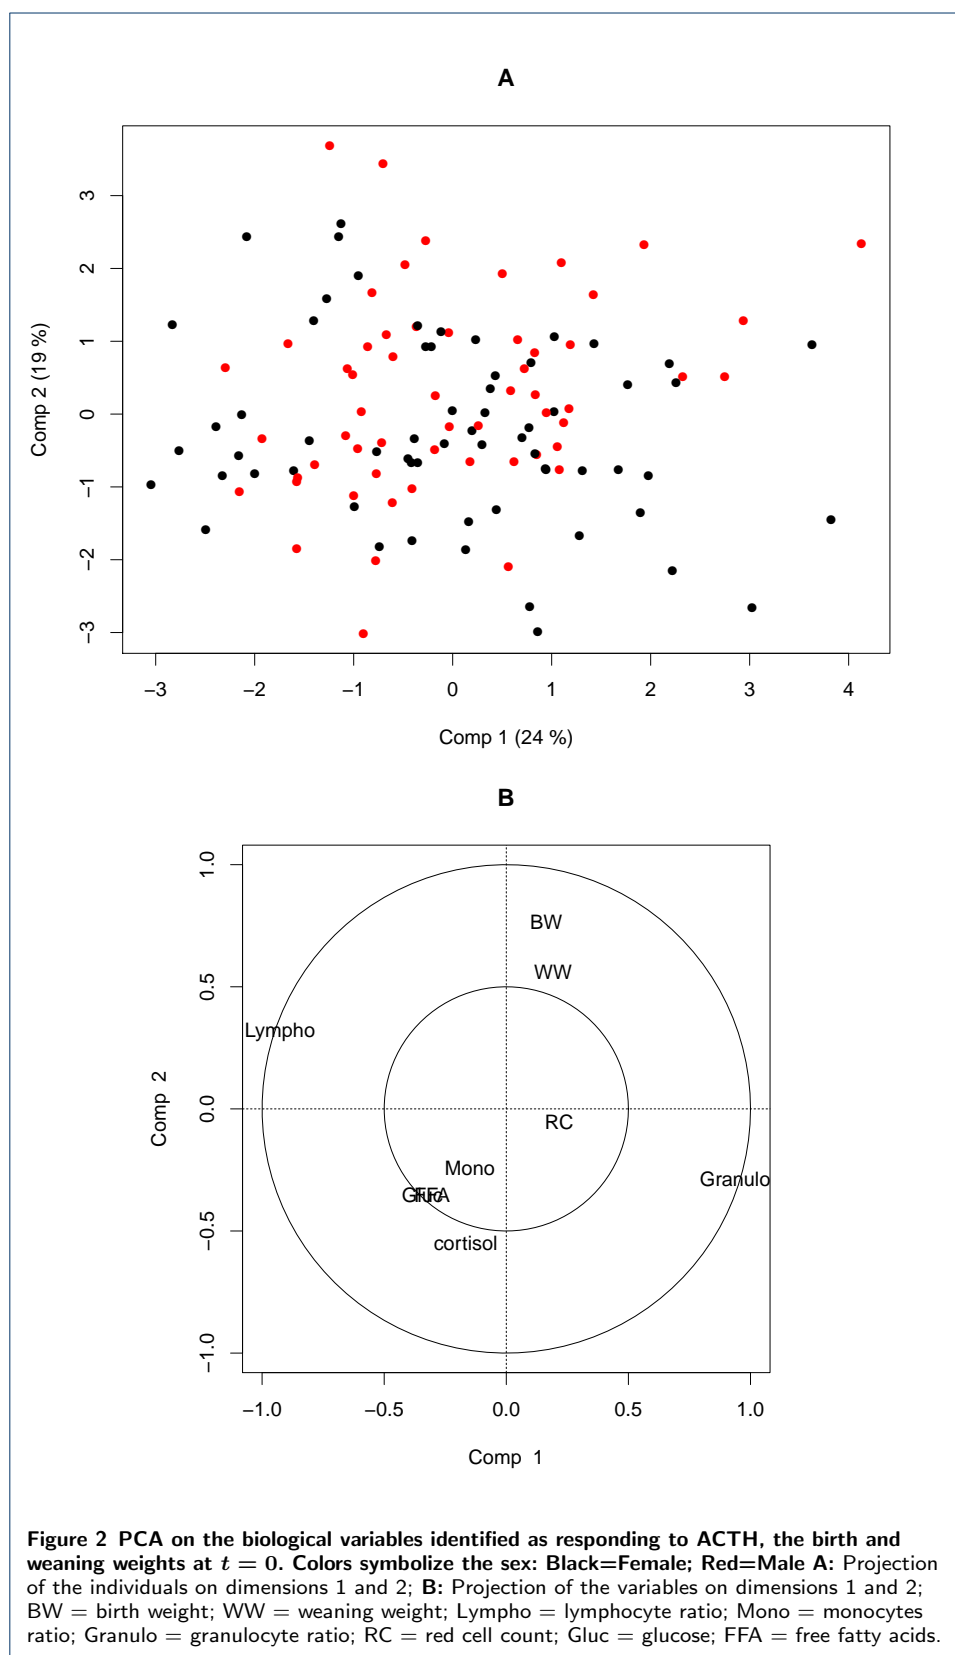 A
3
2
1
0
−1
−2
−3
Comp 2 (19 %)
−3 −2 −1 0 1 2 3 4
Comp 1 (24 %)
B
1.0
0.5
0.0
−0.5
−1.0
Comp 2
BW
WW
Lympho
RC
Mono
Granulo
Gluc
FFA
cortisol
−1.0 −0.5 0.0 0.5 1.0
Comp 1
Figure 2 PCA on the biological variables identified as responding to ACTH, the birth and
weaning weights at t = 0. Colors symbolize the sex: Black=Female; Red=Male A: Projection
of the individuals on dimensions 1 and 2; B: Projection of the variables on dimensions 1 and 2;
BW = birth weight; WW = weaning weight; Lympho = lymphocyte ratio; Mono = monocytes
ratio; Granulo = granulocyte ratio; RC = red cell count; Gluc = glucose; FFA = free fatty acids.